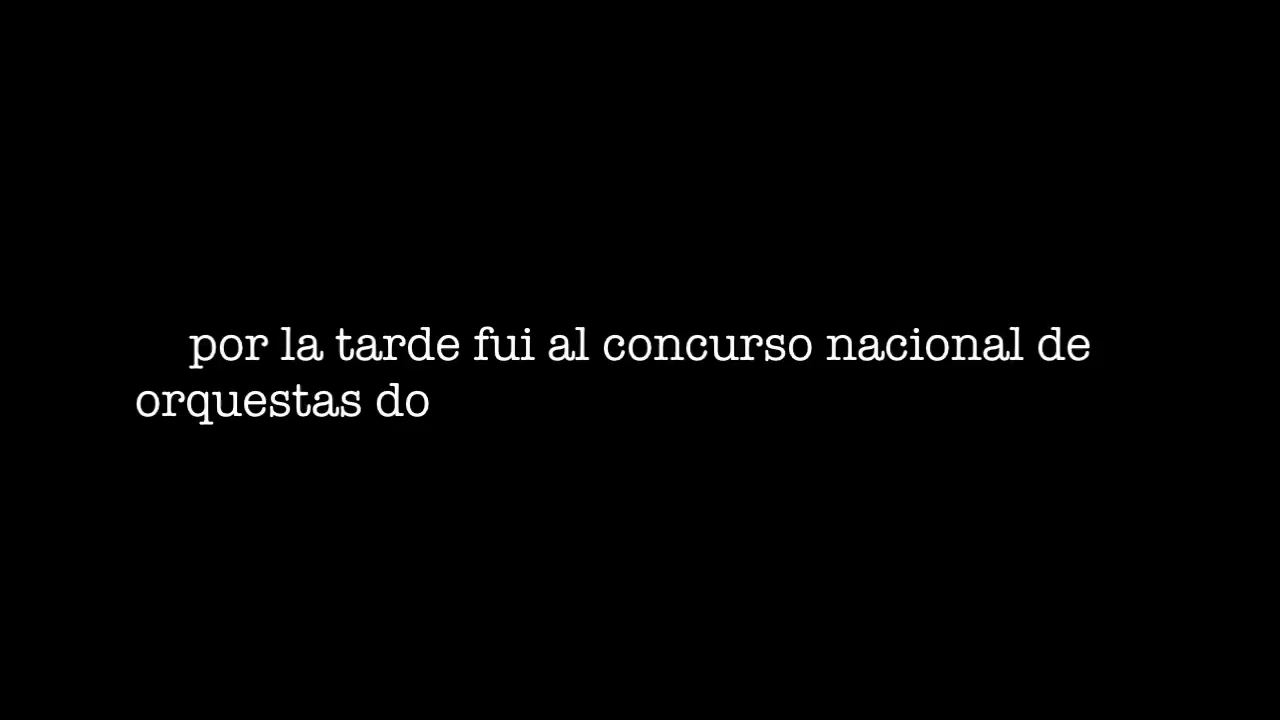 por la tarde fui al concurso nacional de
orquestas do